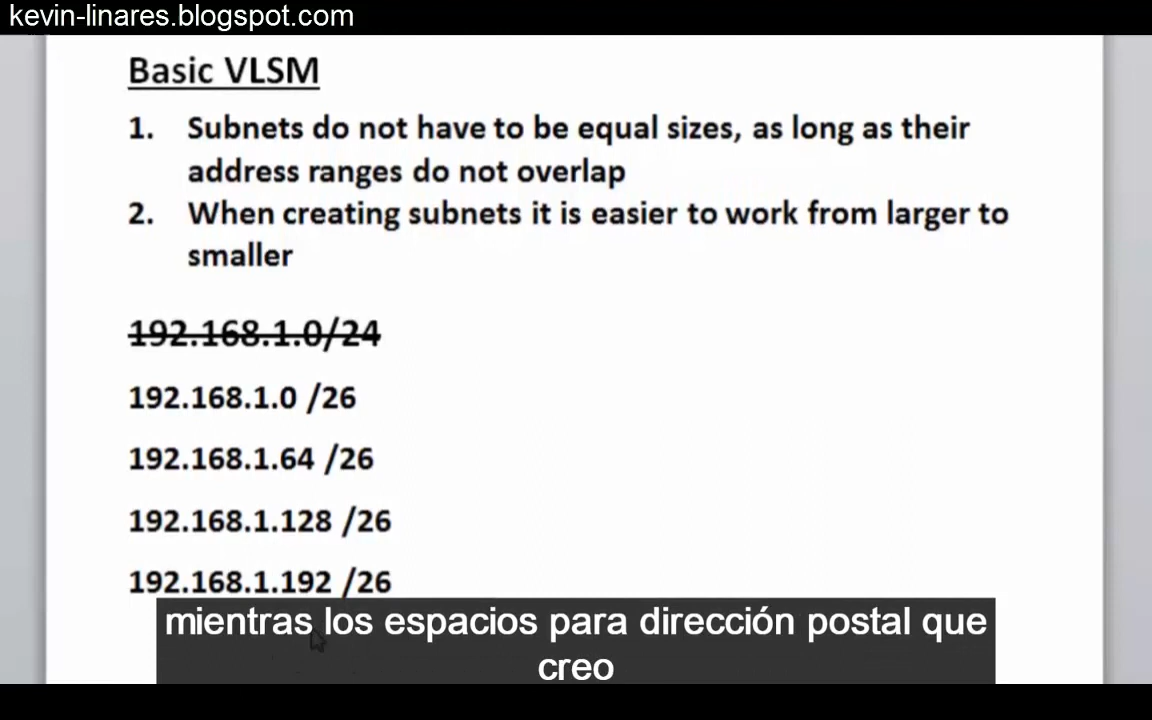 kevin-linares.blogspot.com
Basic VLSM
1. Subnets do not have to be equal sizes, as long as their
address ranges do not overlap
2. When creating subnets it is easier to work from larger to
smaller
192.168.1.0/24
192.168.1.0 /26
192.168.1.64 /26
192.168.1.128 /26
192.168.1.192 /26
mientras los espacios para dirección postal que
creo